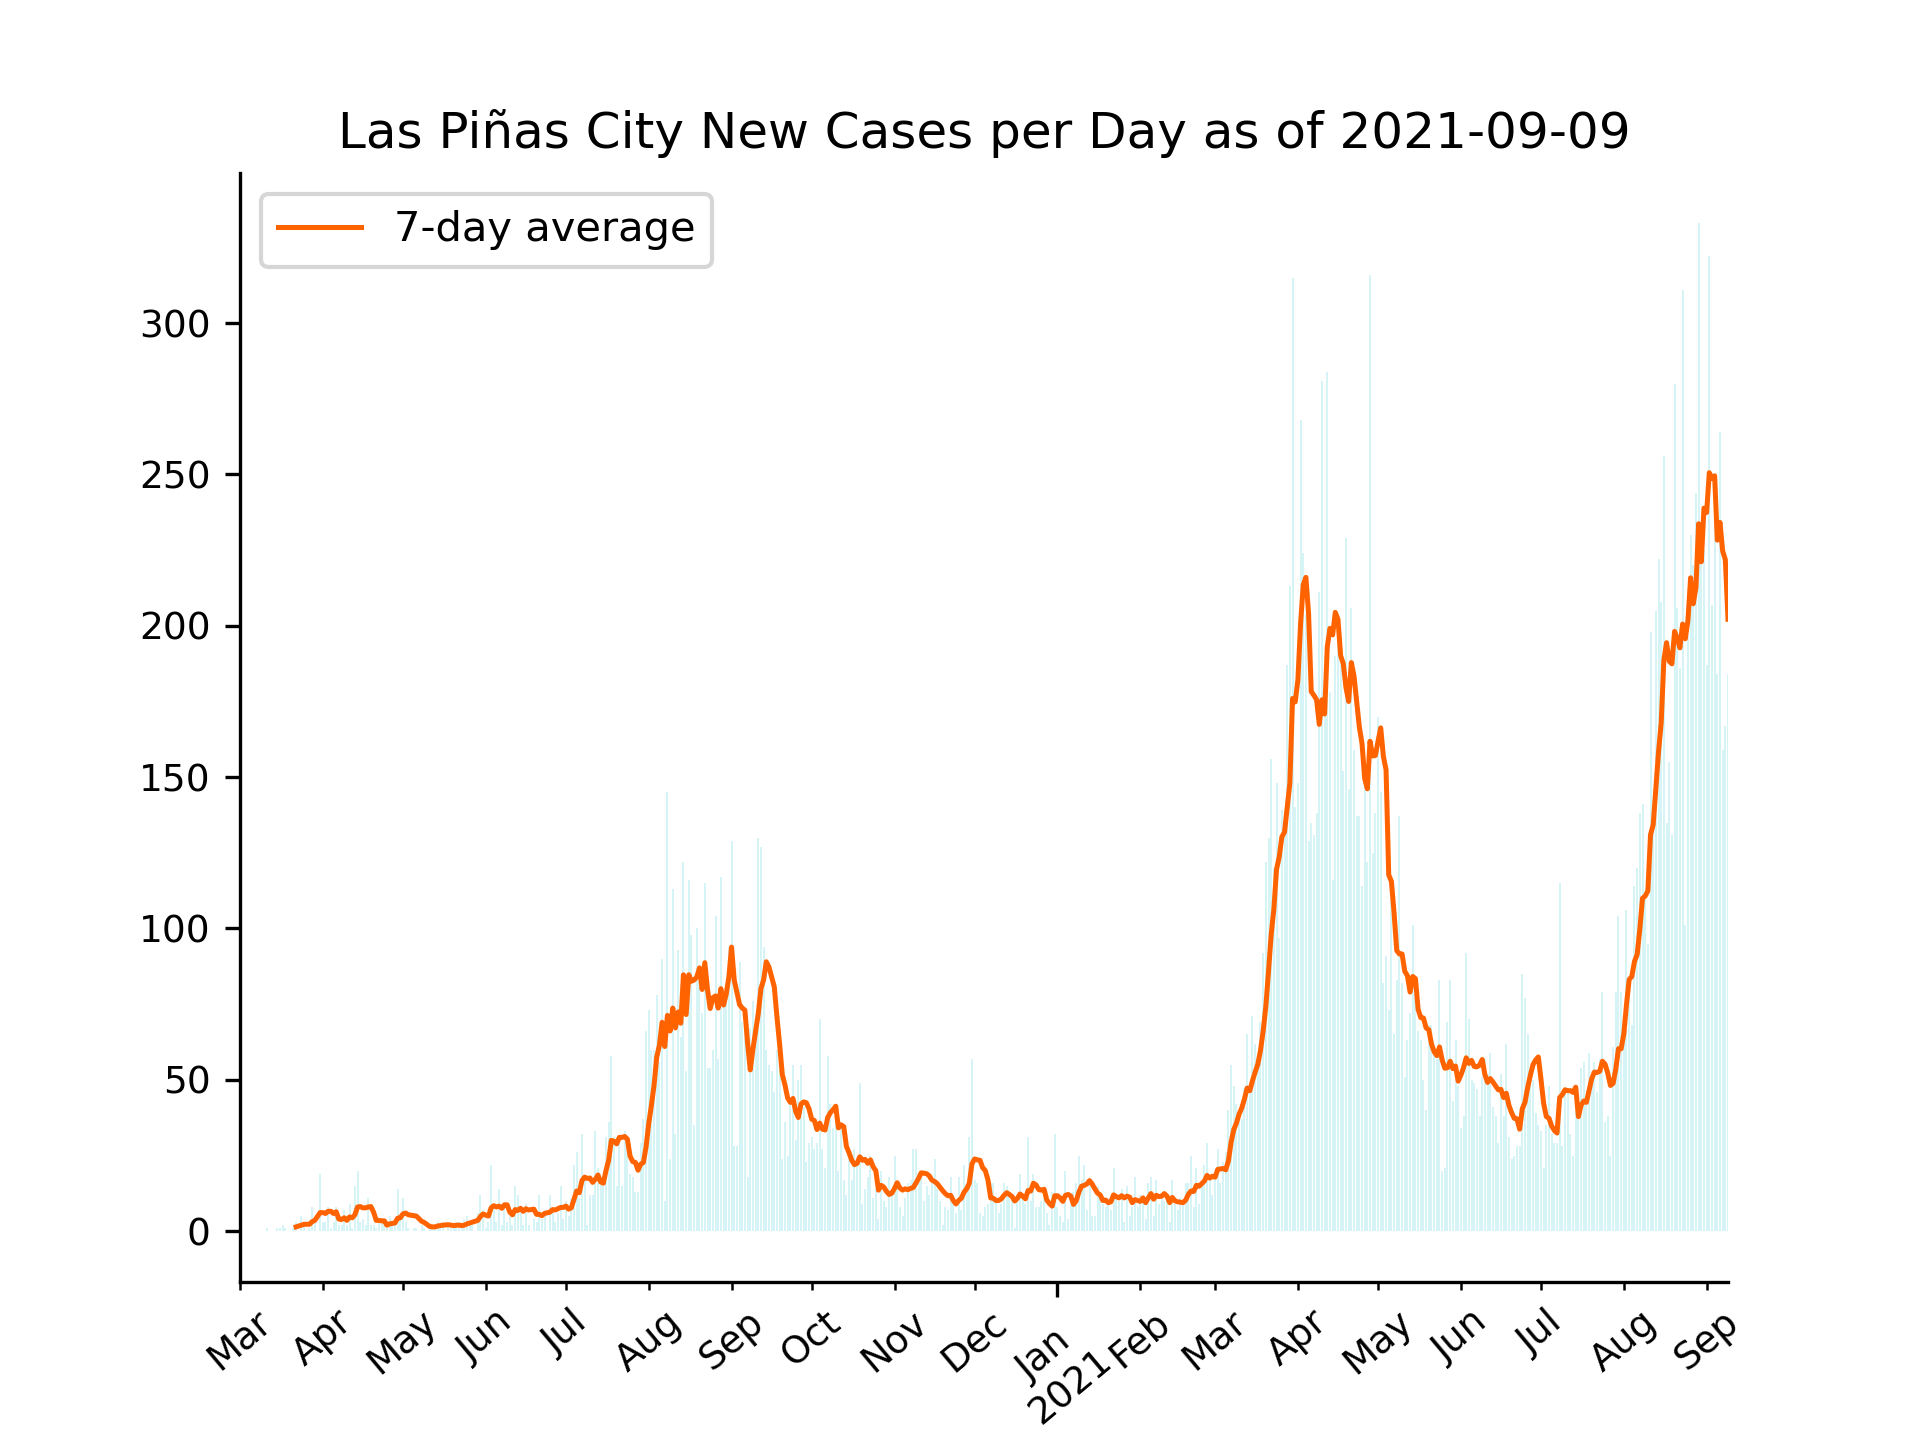 Las Piñas City New Cases per Day as of 2021-09-09
7-day average
300
250
200
150
100
50
0
Mar Apr May Jun Jul Aug Sep Oct Nov Dec Jan Feb Mar Apr May Jun Jul Aug Sep
2021